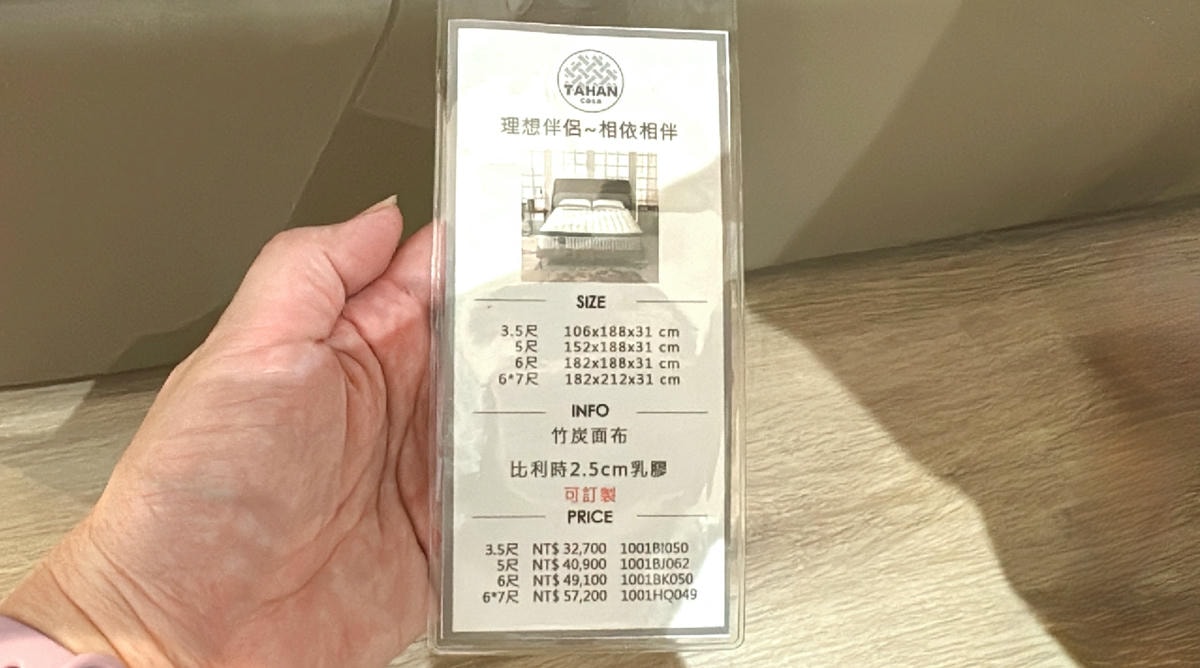 TAHAN
casa
理想伴侶~相依相伴
SIZE
3.5尺 106x188x31 cm
5尺 152x188x31 cm
6尺 182x188x31 cm
6*7尺 182x212x31 cm
INFO
竹炭面布
比利時2.5cm乳膠
可訂製
PRICE
3.5尺 NT$ 32,700 1001BI050
5尺 NT$ 40,900 1001BJ062
6尺 NT$ 49,100 1001BK050
6*7尺 NT$ 57,200 1001HQ049